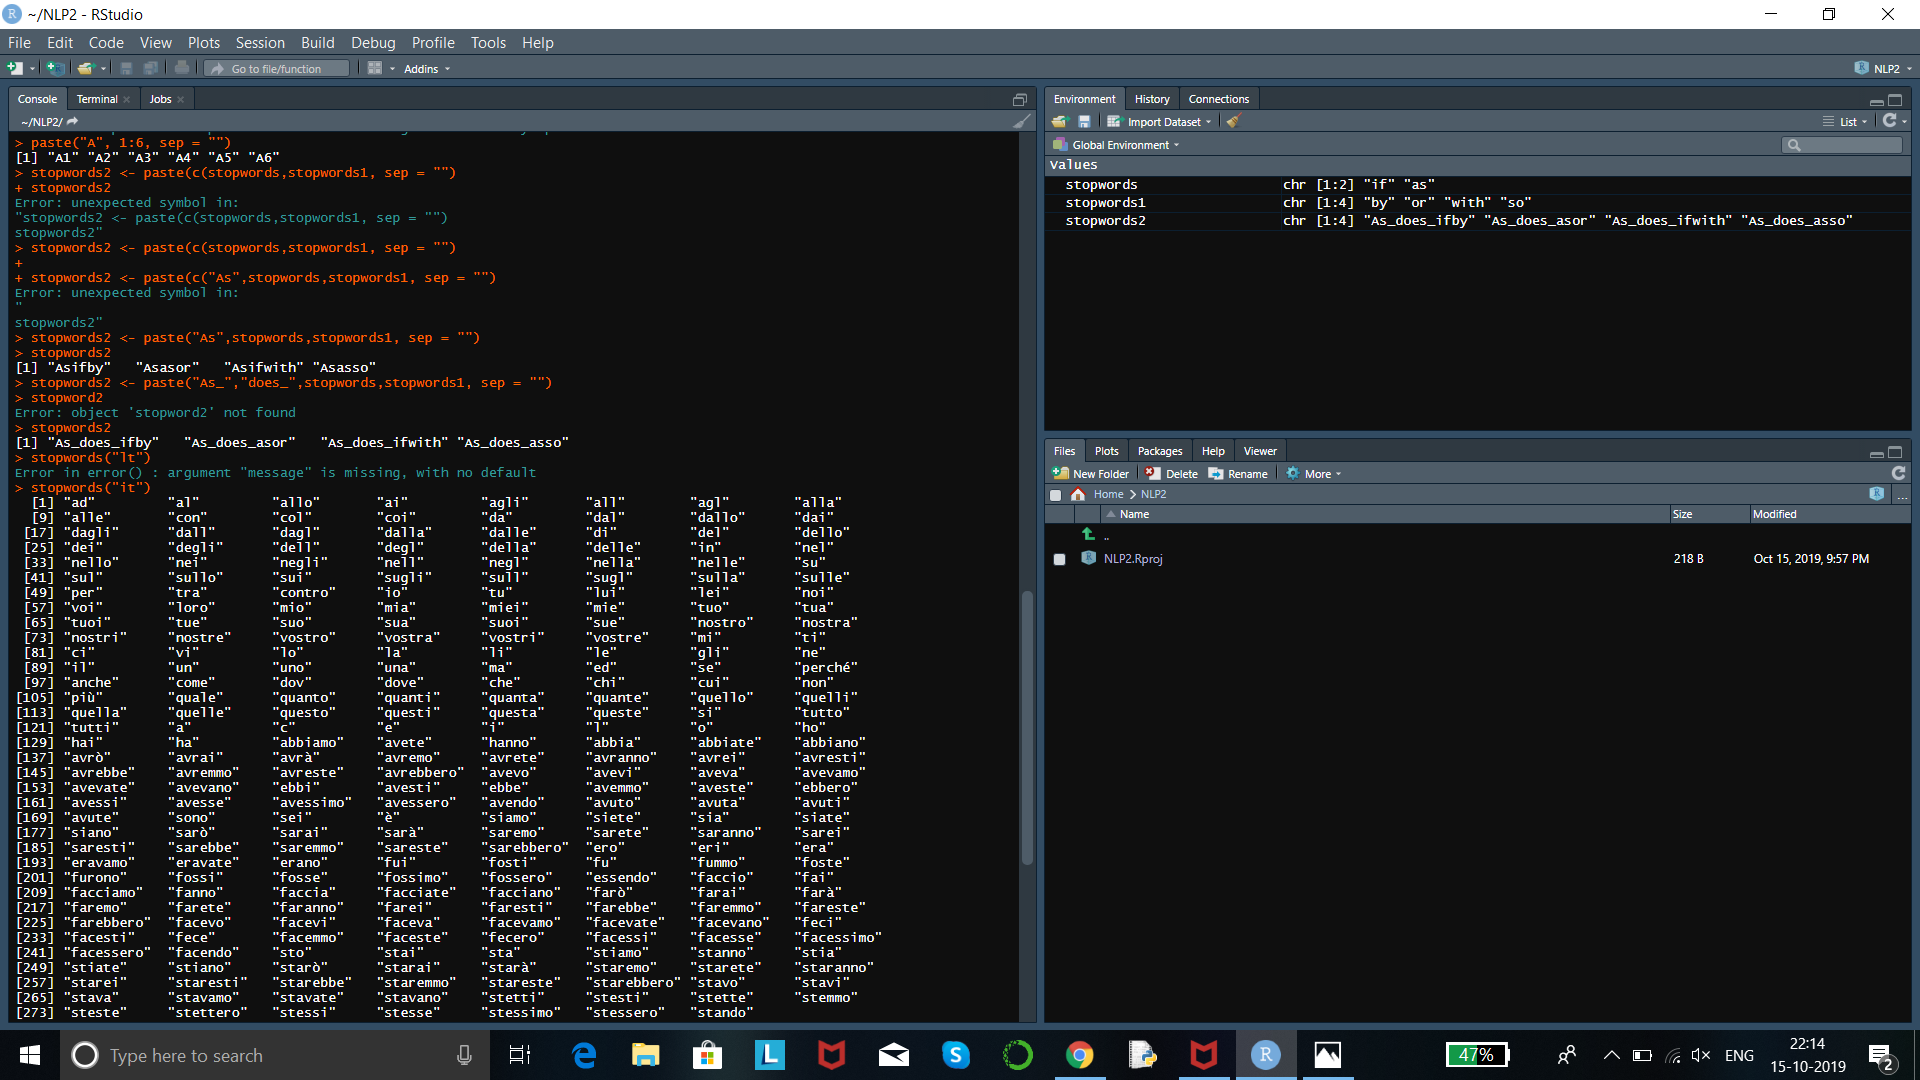 ~/NLP2 - RStudio
File Edit Code View Plots Session Build Debug Profile Tools Help
Go to file/function Addins NLP2
Console Terminal Jobs
~/NLP2/
> paste("A", 1:6, sep = "")
[1] "A1" "A2" "A3" "A4" "A5" "A6"
> stopwords2 <- paste(c(stopwords,stopwords1, sep = "")
+ stopwords2
Error: unexpected symbol in:
"stopwords2 <- paste(c(stopwords,stopwords1, sep = "")
stopwords2"
> stopwords2 <- paste(c(stopwords,stopwords1, sep = "")
+
+ stopwords2 <- paste(c("As",stopwords,stopwords1, sep = "")
Error: unexpected symbol in:
"
stopwords2"
> stopwords2 <- paste("As",stopwords,stopwords1, sep = "")
> stopwords2
[1] "Asifby" "Asasor" "Asifwith" "Asasso"
> stopwords2 <- paste("As_","does_",stopwords,stopwords1, sep = "")
> stopword2
Error: object 'stopword2' not found
> stopwords2
[1] "As_does_ifby" "As_does_asor" "As_does_ifwith" "As_does_asso"
> stopwords("lt")
Error in error() : argument "message" is missing, with no default
> stopwords("it")
[1] "ad" "al" "allo" "ai" "agli" "all" "agl" "alla"
[9] "alle" "con" "col" "coi" "da" "dal" "dallo" "dai"
[17] "dagli" "dall" "dagl" "dalla" "dalle" "di" "del" "dello"
[25] "dei" "degli" "dell" "degl" "della" "delle" "in" "nel"
[33] "nello" "nei" "negli" "nell" "negl" "nella" "nelle" "su"
[41] "sul" "sullo" "sui" "sugli" "sull" "sugl" "sulla" "sulle"
[49] "per" "tra" "contro" "io" "tu" "lui" "lei" "noi"
[57] "voi" "loro" "mio" "mia" "miei" "mie" "tuo" "tua"
[65] "tuoi" "tue" "suo" "sua" "suoi" "sue" "nostro" "nostra"
[73] "nostri" "nostre" "vostro" "vostra" "vostri" "vostre" "mi" "ti"
[81] "ci" "vi" "lo" "la" "li" "le" "gli" "ne"
[89] "il" "un" "uno" "una" "ma" "ed" "se" "perché"
[97] "anche" "come" "dov" "dove" "che" "chi" "cui" "non"
[105] "più" "quale" "quanto" "quanti" "quanta" "quante" "quello" "quelli"
[113] "quella" "quelle" "questo" "questi" "questa" "queste" "si" "tutto"
[121] "tutti" "a" "c" "e" "i" "l" "o" "ho"
[129] "hai" "ha" "abbiamo" "avete" "hanno" "abbia" "abbiate" "abbiano"
[137] "avrò" "avrai" "avrà" "avremo" "avrete" "avranno" "avrei" "avresti"
[145] "avrebbe" "avremmo" "avreste" "avrebbero" "avevo" "avevi" "aveva" "avevamo"
[153] "avevate" "avevano" "ebbi" "avesti" "ebbe" "avemmo" "aveste" "ebbero"
[161] "avessi" "avesse" "avessimo" "avessero" "avendo" "avuto" "avuta" "avuti"
[169] "avute" "sono" "sei" "è" "siamo" "siete" "sia" "siate"
[177] "siano" "sarò" "sarai" "sarà" "saremo" "sarete" "saranno" "sarei"
[185] "saresti" "sarebbe" "saremmo" "sareste" "sarebbero" "ero" "eri" "era"
[193] "eravamo" "eravate" "erano" "fui" "fosti" "fu" "fummo" "foste"
[201] "furono" "fossi" "fosse" "fossimo" "fossero" "essendo" "faccio" "fai"
[209] "facciamo" "fanno" "faccia" "facciate" "facciano" "farò" "farai" "farà"
[217] "faremo" "farete" "faranno" "farei" "faresti" "farebbe" "faremmo" "fareste"
[225] "farebbero" "facevo" "facevi" "faceva" "facevamo" "facevate" "facevano" "feci"
[233] "facesti" "fece" "facemmo" "faceste" "fecero" "facessi" "facesse" "facessimo"
[241] "facessero" "facendo" "sto" "stai" "sta" "stiamo" "stanno" "stia"
[249] "stiate" "stiano" "starò" "starai" "starà" "staremo" "starete" "staranno"
[257] "starei" "staresti" "starebbe" "staremmo" "stareste" "starebbero" "stavo" "stavi"
[265] "stava" "stavamo" "stavate" "stavano" "stetti" "stesti" "stette" "stemmo"
[273] "steste" "stettero" "stessi" "stesse" "stessimo" "stessero" "stando"
Environment History Connections
Import Dataset List
Global Environment
Values
stopwords chr [1:2] "if" "as"
stopwords1 chr [1:4] "by" "or" "with" "so"
stopwords2 chr [1:4] "As_does_ifby" "As_does_asor" "As_does_ifwith" "As_does_asso"
Files Plots Packages Help Viewer
New Folder Delete Rename More
Home NLP2 ...
Name Size Modified
..
NLP2.Rproj 218 B Oct 15, 2019, 9:57 PM
Type here to search
47%
ENG
22:14
15-10-2019
2